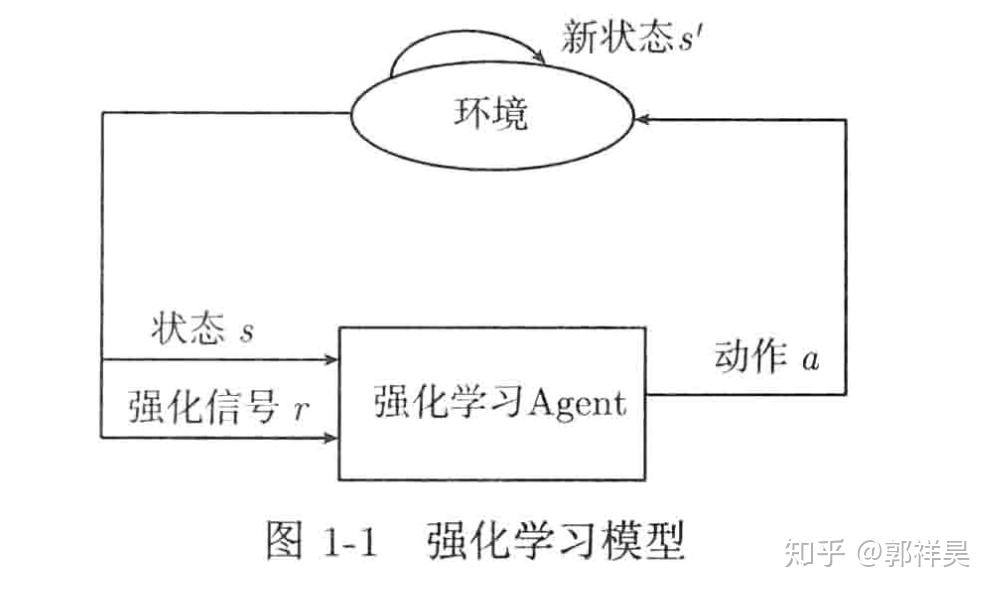 新状态s′
环境
状态 s
强化信号 r
强化学习Agent
动作 a
图 1-1 强化学习模型
知乎 @郭祥昊